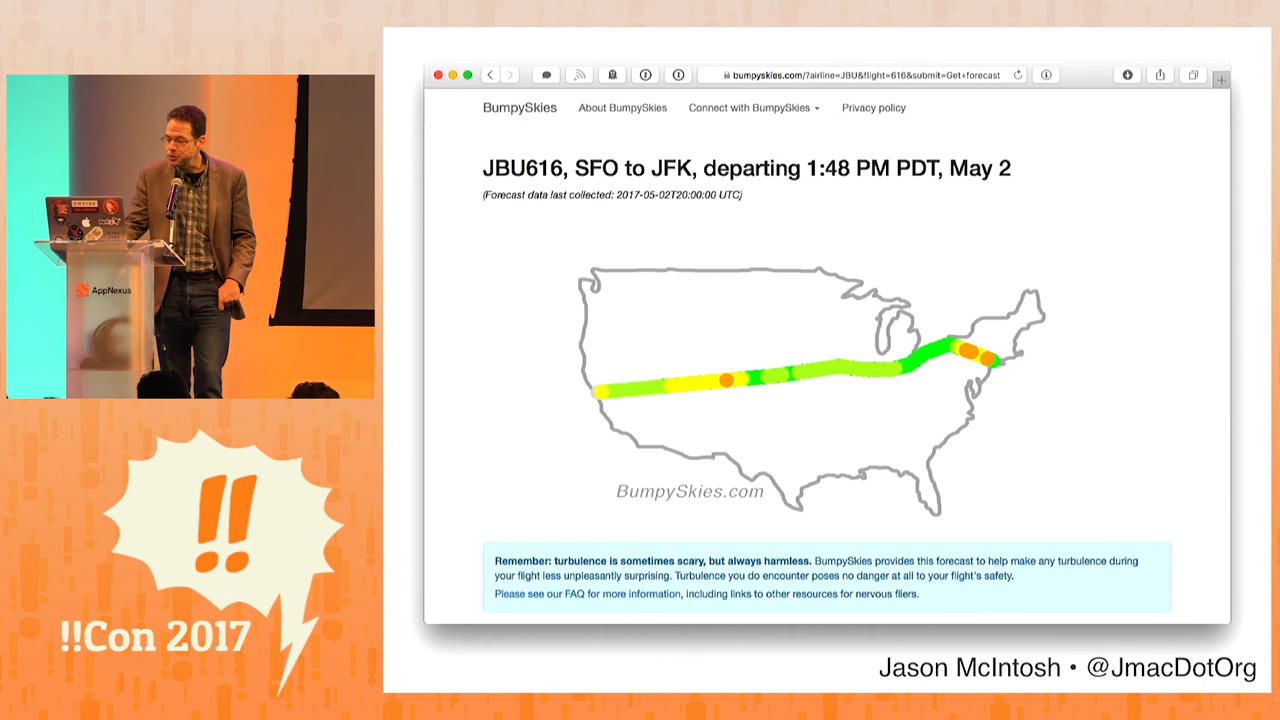 bumpyskies.com/?airline=JBU&flight=616&submit=Get+forecast
BumpySkies
About BumpySkies
Connect with BumpySkies
Privacy policy
JBU616, SFO to JFK, departing 1:48 PM PDT, May 2
(Forecast data last collected: 2017-05-02T20:00:00 UTC)
EMPIRE
AppNexus
BumpySkies.com
!!
Remember: turbulence is sometimes scary, but always harmless. BumpySkies provides this forecast to help make any turbulence during
your flight less unpleasantly surprising. Turbulence you do encounter poses no danger at all to your flight's safety.
Please see our FAQ for more information, including links to other resources for nervous fliers.
!!Con 2017
Jason McIntosh • @JmacDotOrg